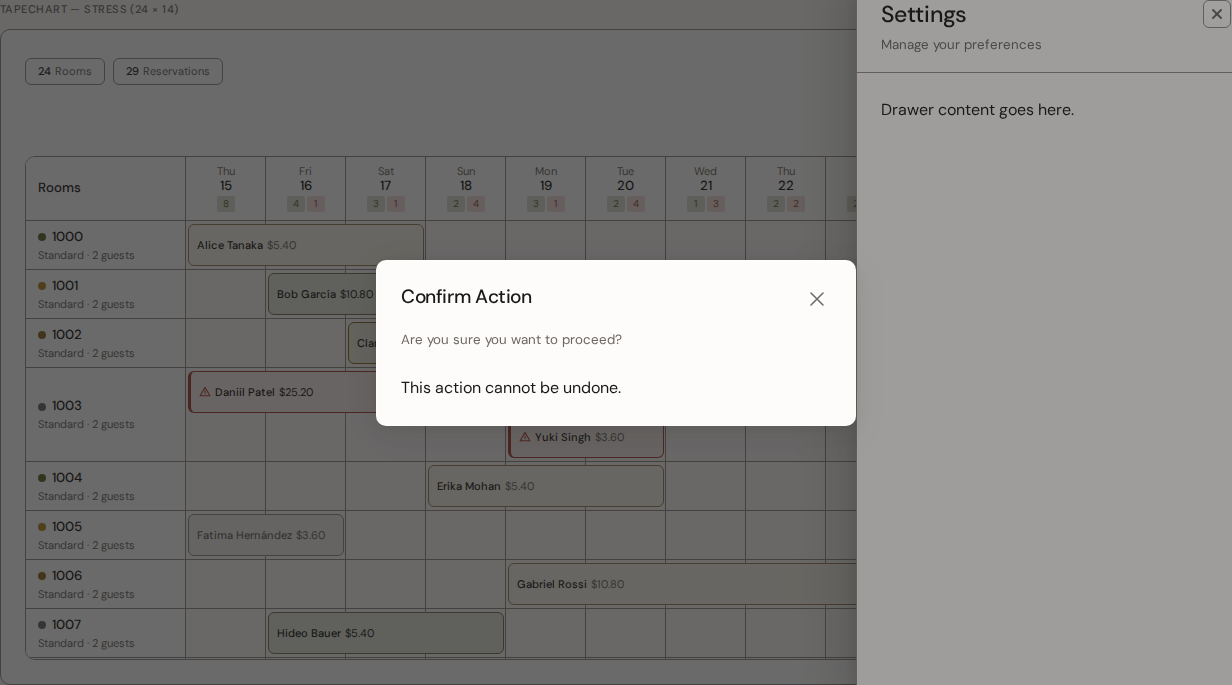 TAPECHART — STRESS (24 × 14)
24 Rooms
29 Reservations
Rooms
Thu 15 8
Fri 16 4 1
Sat 17 3 1
Sun 18 2 4
Mon 19 3 1
Tue 20 2 4
Wed 21 1 3
Thu 22 2 2
1000
Standard · 2 guests
Alice Tanaka $5.40
1001
Standard · 2 guests
Bob García $10.80
1002
Standard · 2 guests
1003
Standard · 2 guests
Daniil Patel $25.20
Yuki Singh $3.60
1004
Standard · 2 guests
Erika Mohan $5.40
1005
Standard · 2 guests
Fatima Hernández $3.60
1006
Standard · 2 guests
Gabriel Rossi $10.80
1007
Standard · 2 guests
Hideo Bauer $5.40
Confirm Action
Are you sure you want to proceed?
This action cannot be undone.
Settings
Manage your preferences
Drawer content goes here.